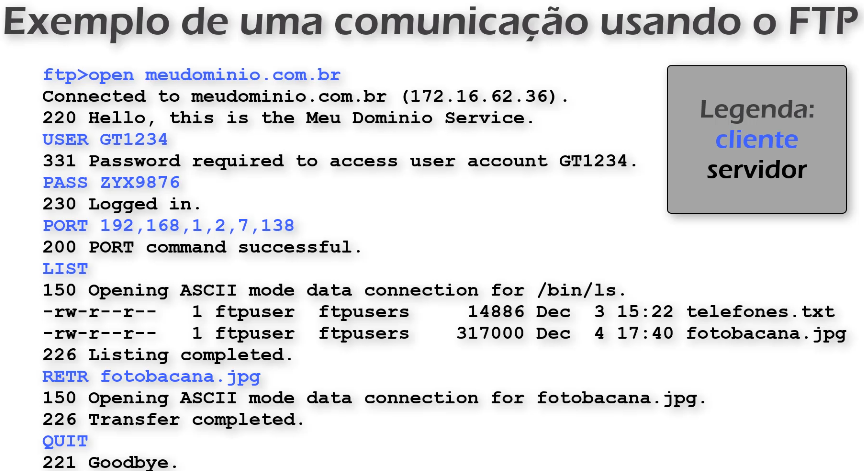 Exemplo de uma comunicação usando o FTP
ftp>open meudominio.com.br
Connected to meudominio.com.br (172.16.62.36).
220 Hello, this is the Meu Dominio Service.
USER GT1234
331 Password required to access user account GT1234.
PASS ZYX9876
230 Logged in.
PORT 192,168,1,2,7,138
200 PORT command successful.
LIST
150 Opening ASCII mode data connection for /bin/ls.
-rw-r--r--   1 ftpuser  ftpusers     14886 Dec  3 15:22 telefones.txt
-rw-r--r--   1 ftpuser  ftpusers    317000 Dec  4 17:40 fotobacana.jpg
226 Listing completed.
RETR fotobacana.jpg
150 Opening ASCII mode data connection for fotobacana.jpg.
226 Transfer completed.
QUIT
221 Goodbye.
Legenda:
cliente
servidor